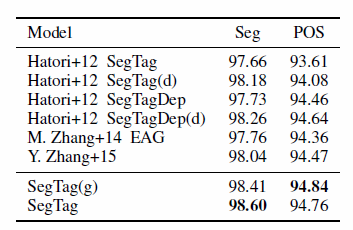 Model Seg POS
Hatori+12 SegTag 97.66 93.61
Hatori+12 SegTag(d) 98.18 94.08
Hatori+12 SegTagDep 97.73 94.46
Hatori+12 SegTagDep(d) 98.26 94.64
M. Zhang+14 EAG 97.76 94.36
Y. Zhang+15 98.04 94.47
SegTag(g) 98.41 94.84
SegTag 98.60 94.76